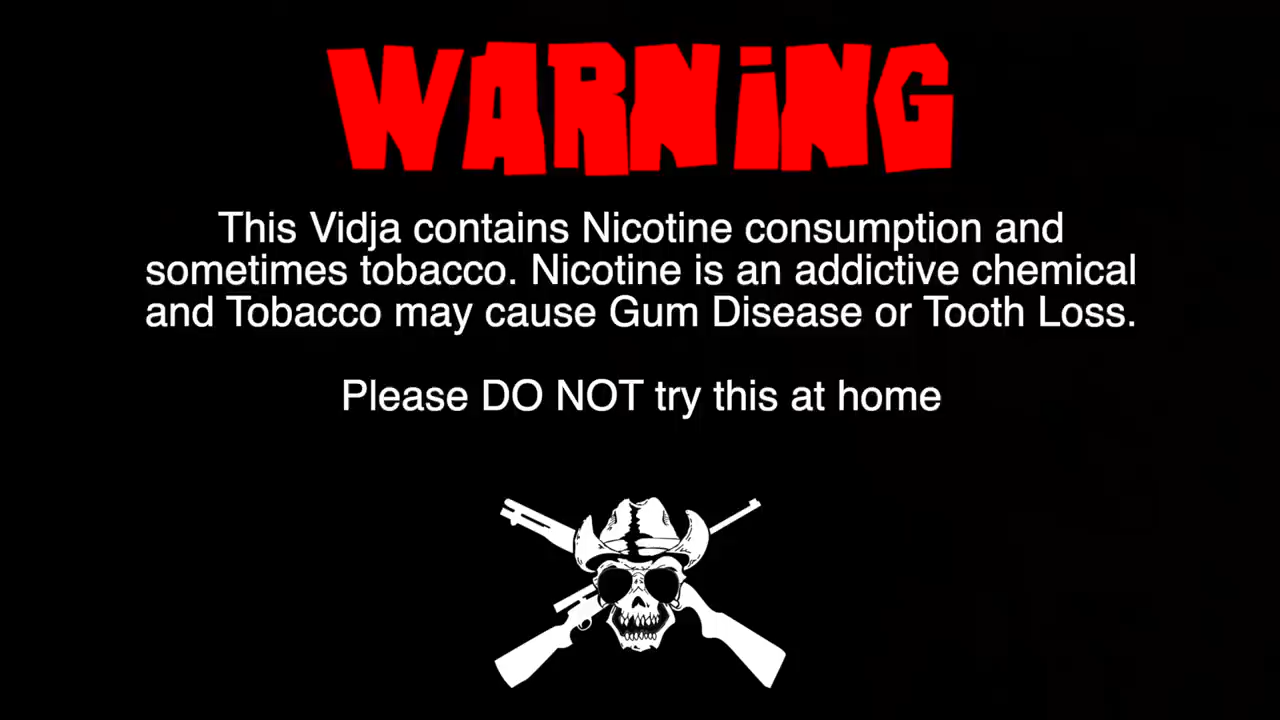 WARNiNG
This Vidja contains Nicotine consumption and
sometimes tobacco. Nicotine is an addictive chemical
and Tobacco may cause Gum Disease or Tooth Loss.
Please DO NOT try this at home